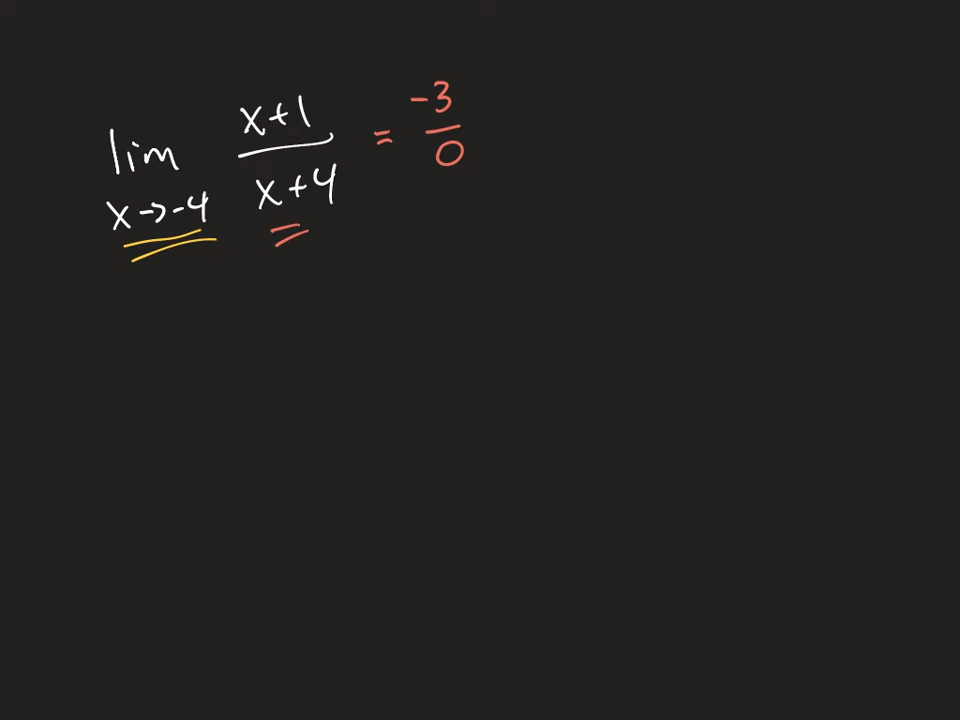 lim x+1/x+4 = -3/0
x→-4